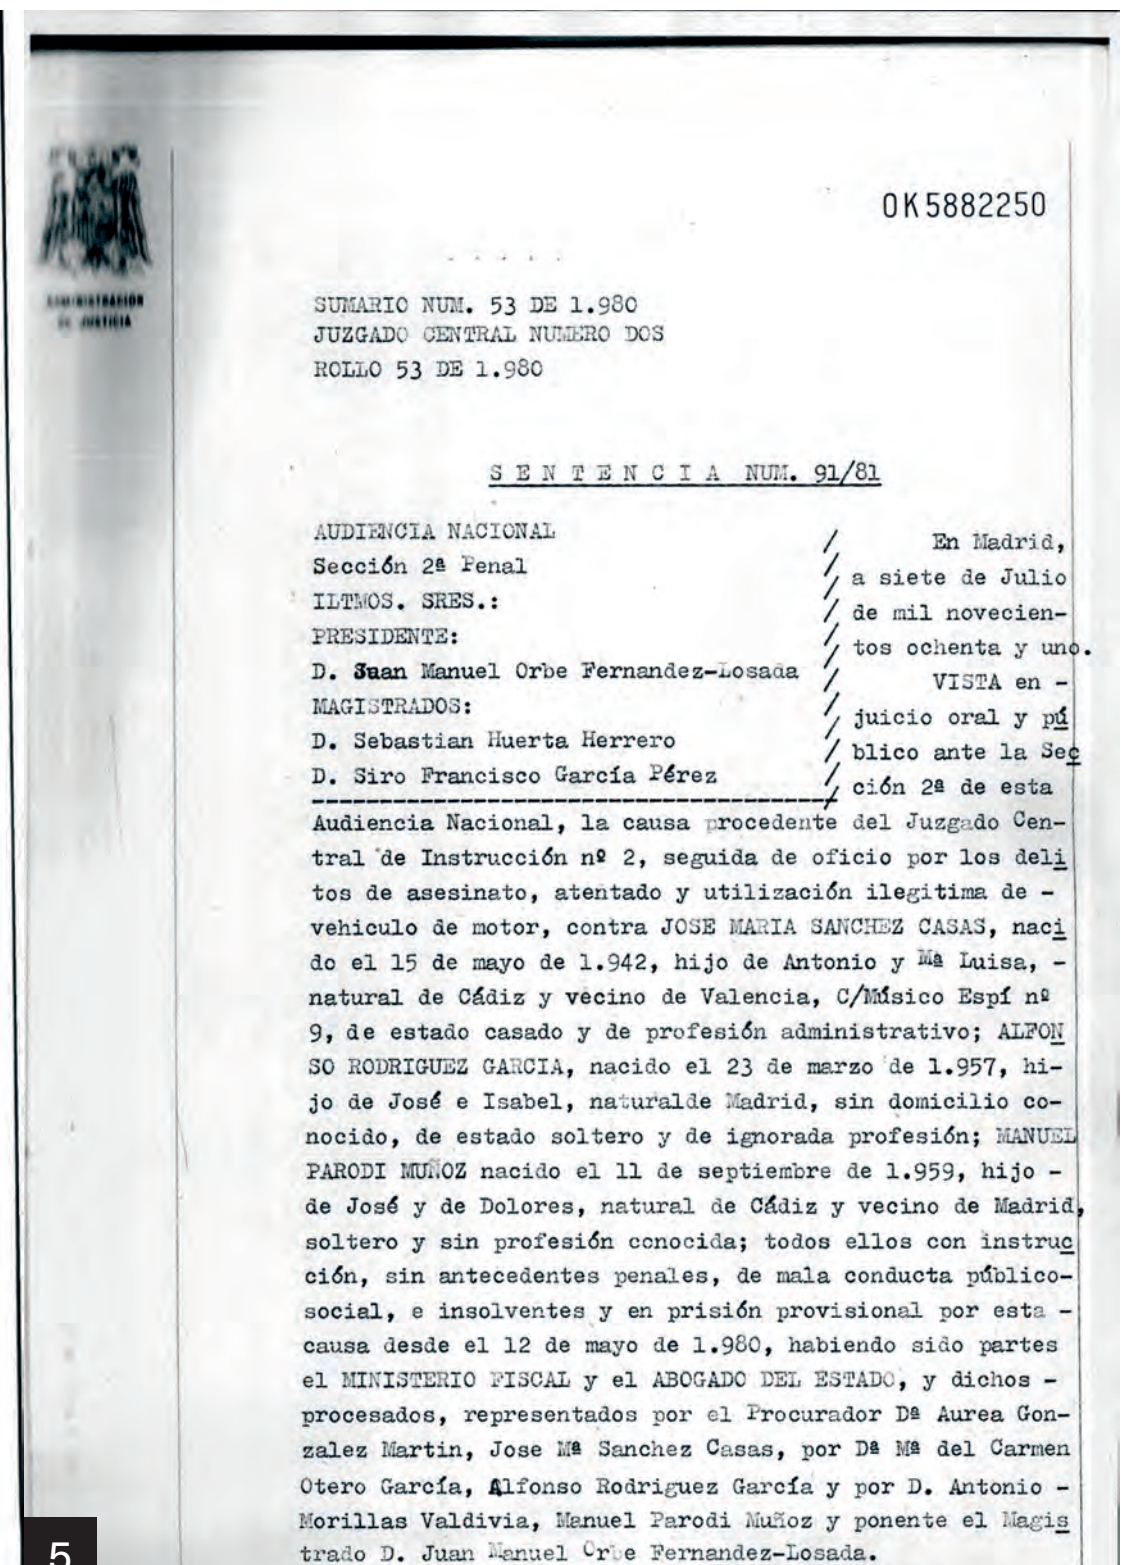 OK5882250
ADMINISTRACION
DE JUSTICIA
SUMARIO NUM. 53 DE 1.980
JUZGADO CENTRAL NUMERO DOS
ROLLO 53 DE 1.980
S E N T E N C I A NUM. 91/81
AUDIENCIA NACIONAL
Sección 2ª Penal
ILTMOS. SRES.:
PRESIDENTE:
D. Juan Manuel Orbe Fernandez-Losada
MAGISTRADOS:
D. Sebastian Huerta Herrero
D. Siro Francisco García Pérez
/ En Madrid,
/ a siete de Julio
/ de mil novecien-
/ tos ochenta y uno.
/ VISTA en -
/ juicio oral y pú
/ blico ante la Sec
/ ción 2ª de esta
Audiencia Nacional, la causa procedente del Juzgado Cen-
tral de Instrucción nº 2, seguida de oficio por los deli
tos de asesinato, atentado y utilización ilegitima de -
vehiculo de motor, contra JOSE MARIA SANCHEZ CASAS, naci
do el 15 de mayo de 1.942, hijo de Antonio y Mª Luisa, -
natural de Cádiz y vecino de Valencia, C/Músico Espí nº
9, de estado casado y de profesión administrativo; ALFON
SO RODRIGUEZ GARCIA, nacido el 23 de marzo de 1.957, hi-
jo de José e Isabel, naturalde Madrid, sin domicilio co-
nocido, de estado soltero y de ignorada profesión; MANUEL
PARODI MUÑOZ nacido el 11 de septiembre de 1.959, hijo -
de José y de Dolores, natural de Cádiz y vecino de Madrid,
soltero y sin profesión conocida; todos ellos con instruc
ción, sin antecedentes penales, de mala conducta público-
social, e insolventes y en prisión provisional por esta -
causa desde el 12 de mayo de 1.980, habiendo sido partes
el MINISTERIO FISCAL y el ABOGADO DEL ESTADO, y dichos -
procesados, representados por el Procurador Dª Aurea Gon-
zalez Martin, Jose Mª Sanchez Casas, por Dª Mª del Carmen
Otero García, Alfonso Rodriguez García y por D. Antonio -
Morillas Valdivia, Manuel Parodi Muñoz y ponente el Magis
trado D. Juan Manuel Orbe Fernandez-Losada.
5